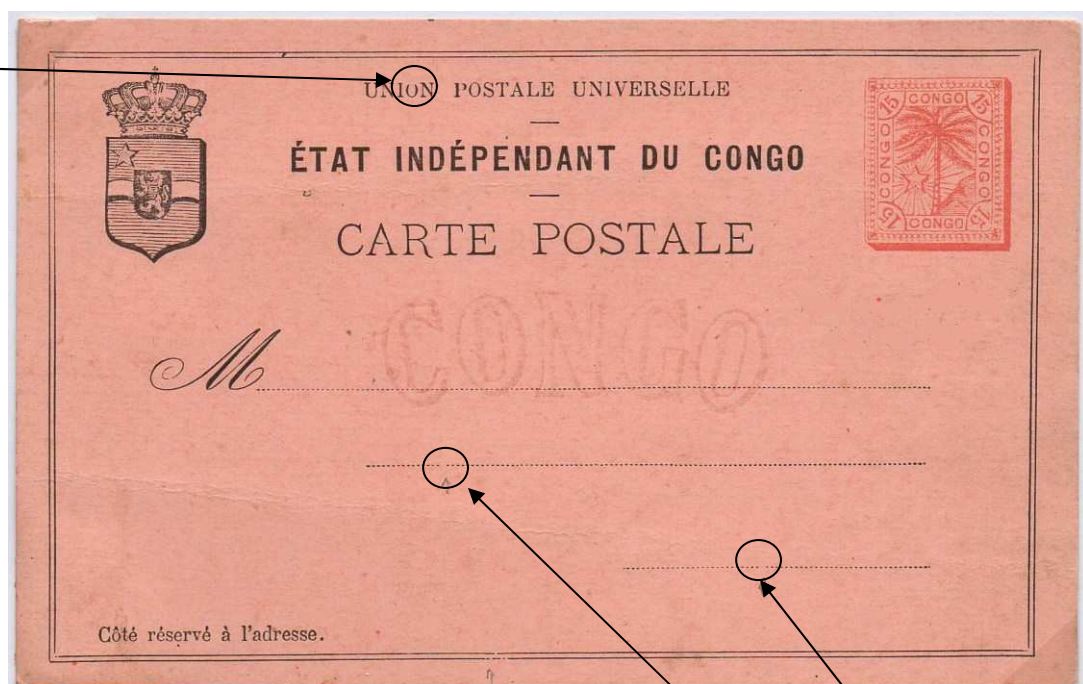 UNION POSTALE UNIVERSELLE
ÉTAT INDÉPENDANT DU CONGO
CARTE POSTALE
15 CONGO 15
CONGO CONGO
15 CONGO 15
CONGO
M
Côté réservé à l'adresse.